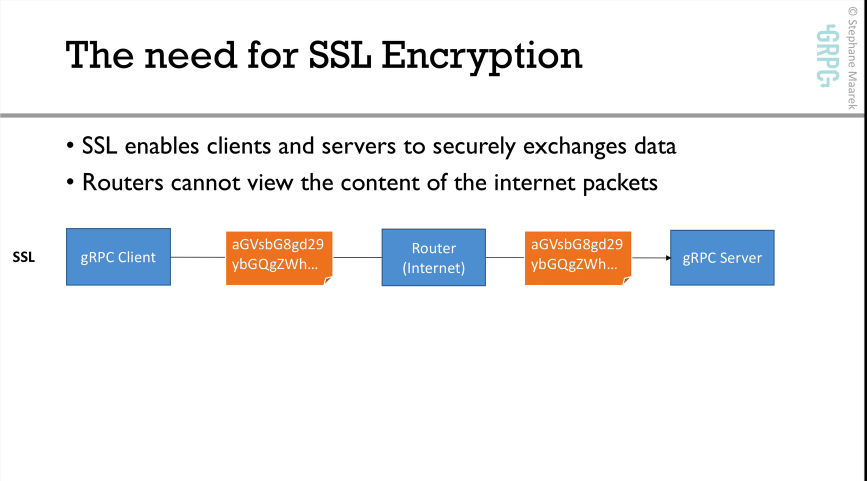 The need for SSL Encryption
GRPC
© Stephane Maarek
• SSL enables clients and servers to securely exchanges data
• Routers cannot view the content of the internet packets
SSL
gRPC Client
aGVsbG8gd29
ybGQgZWh...
Router
(Internet)
aGVsbG8gd29
ybGQgZWh...
gRPC Server